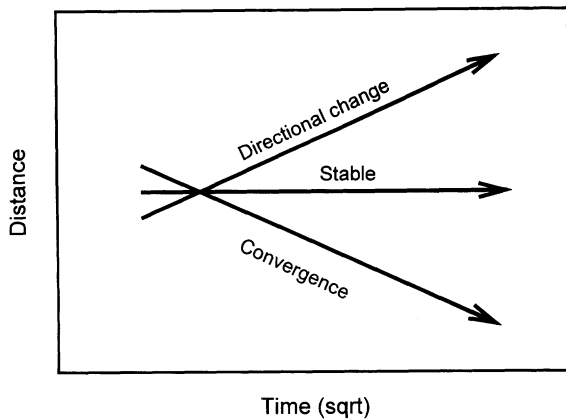 Directional change
Stable
Convergence
Distance
Time (sqrt)